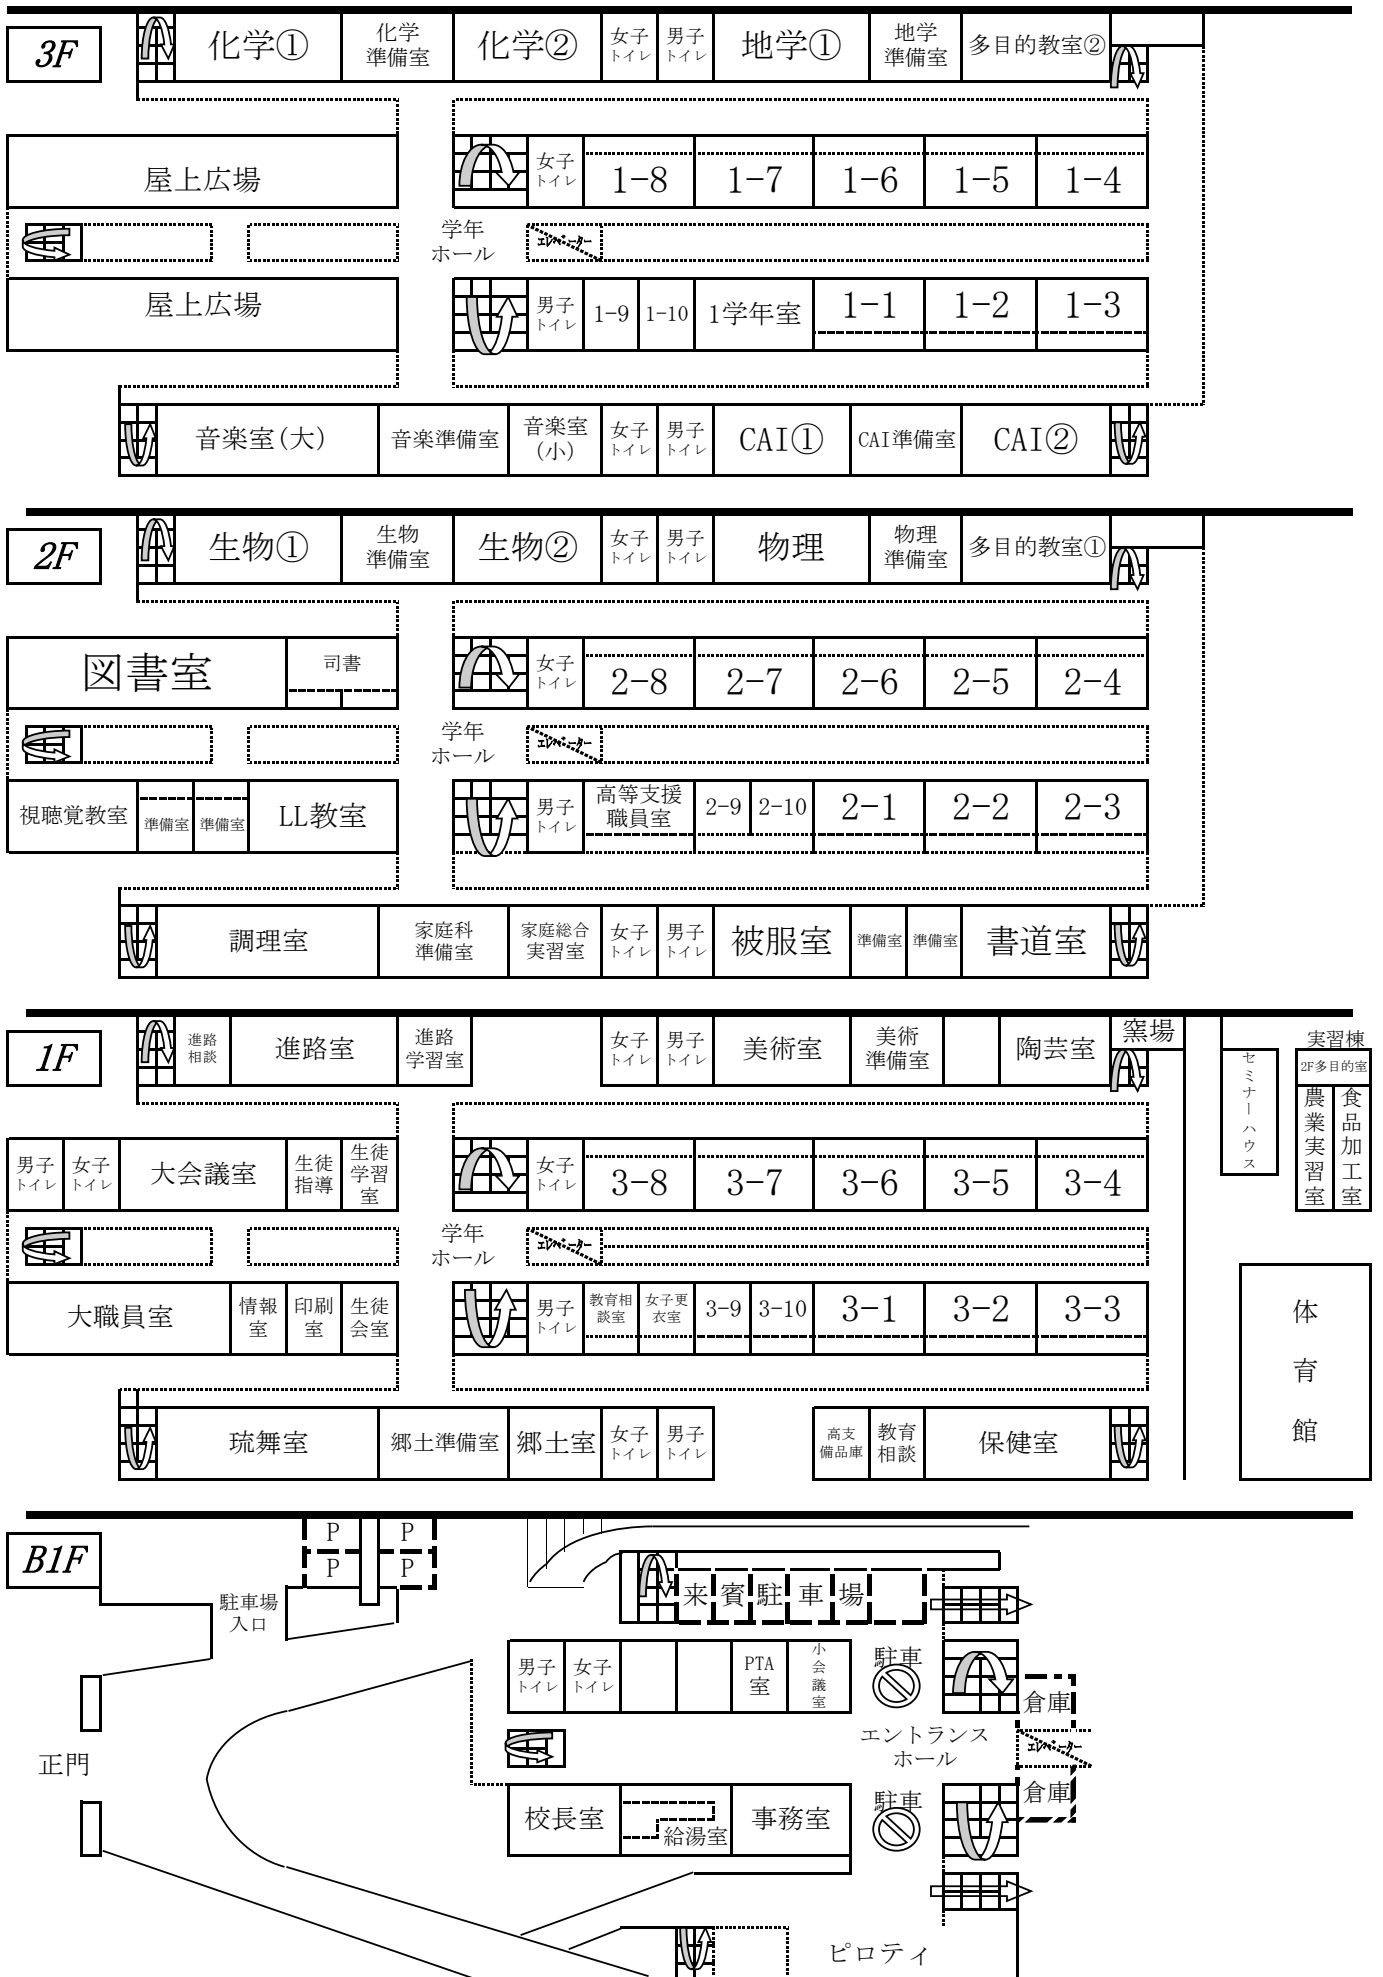 3F
化学①
化学
準備室
化学②
女子
トイレ
男子
トイレ
地学①
地学
準備室
多目的教室②
屋上広場
女子
トイレ
1-8
1-7
1-6
1-5
1-4
学年
ホール
エレベーター
屋上広場
男子
トイレ
1-9
1-10
1学年室
1-1
1-2
1-3
音楽室(大)
音楽準備室
音楽室
(小)
女子
トイレ
男子
トイレ
CAI①
CAI準備室
CAI②
2F
生物①
生物
準備室
生物②
女子
トイレ
男子
トイレ
物理
物理
準備室
多目的教室①
図書室
司書
女子
トイレ
2-8
2-7
2-6
2-5
2-4
学年
ホール
エレベーター
視聴覚教室
準備室
準備室
LL教室
男子
トイレ
高等支援
職員室
2-9
2-10
2-1
2-2
2-3
調理室
家庭科
準備室
家庭総合
実習室
女子
トイレ
男子
トイレ
被服室
準備室
準備室
書道室
1F
進路
相談
進路室
進路
学習室
女子
トイレ
男子
トイレ
美術室
美術
準備室
陶芸室
窯場
セミナーハウス
実習棟
2F多目的室
農業実習室
食品加工室
男子
トイレ
女子
トイレ
大会議室
生徒
指導
生徒
学習
室
女子
トイレ
3-8
3-7
3-6
3-5
3-4
学年
ホール
エレベーター
大職員室
情報
室
印刷
室
生徒
会室
男子
トイレ
教育相
談室
女子更
衣室
3-9
3-10
3-1
3-2
3-3
体育館
琉舞室
郷土準備室
郷土室
女子
トイレ
男子
トイレ
高支
備品庫
教育
相談
保健室
B1F
P
P
P
P
駐車場
入口
来賓駐車場
男子
トイレ
女子
トイレ
PTA
室
小会議室
駐車
倉庫
エントランス
ホール
エレベーター
正門
校長室
給湯室
事務室
駐車
倉庫
ピロティ